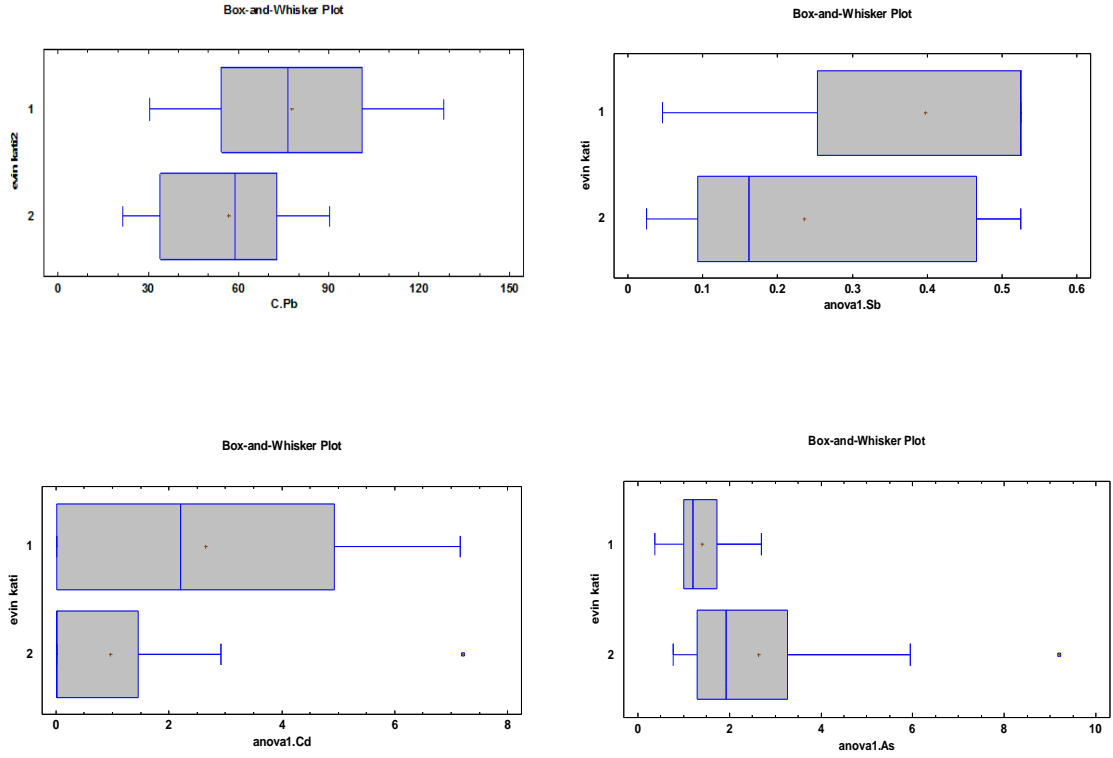 Box-and-Whisker Plot
evin kati2
1
2
0 30 60 90 120 150
C.Pb
Box-and-Whisker Plot
evin kati
1
2
0 0.1 0.2 0.3 0.4 0.5 0.6
anova1.Sb
Box-and-Whisker Plot
evin kati
1
2
0 2 4 6 8
anova1.Cd
Box-and-Whisker Plot
evin kati
1
2
0 2 4 6 8 10
anova1.As